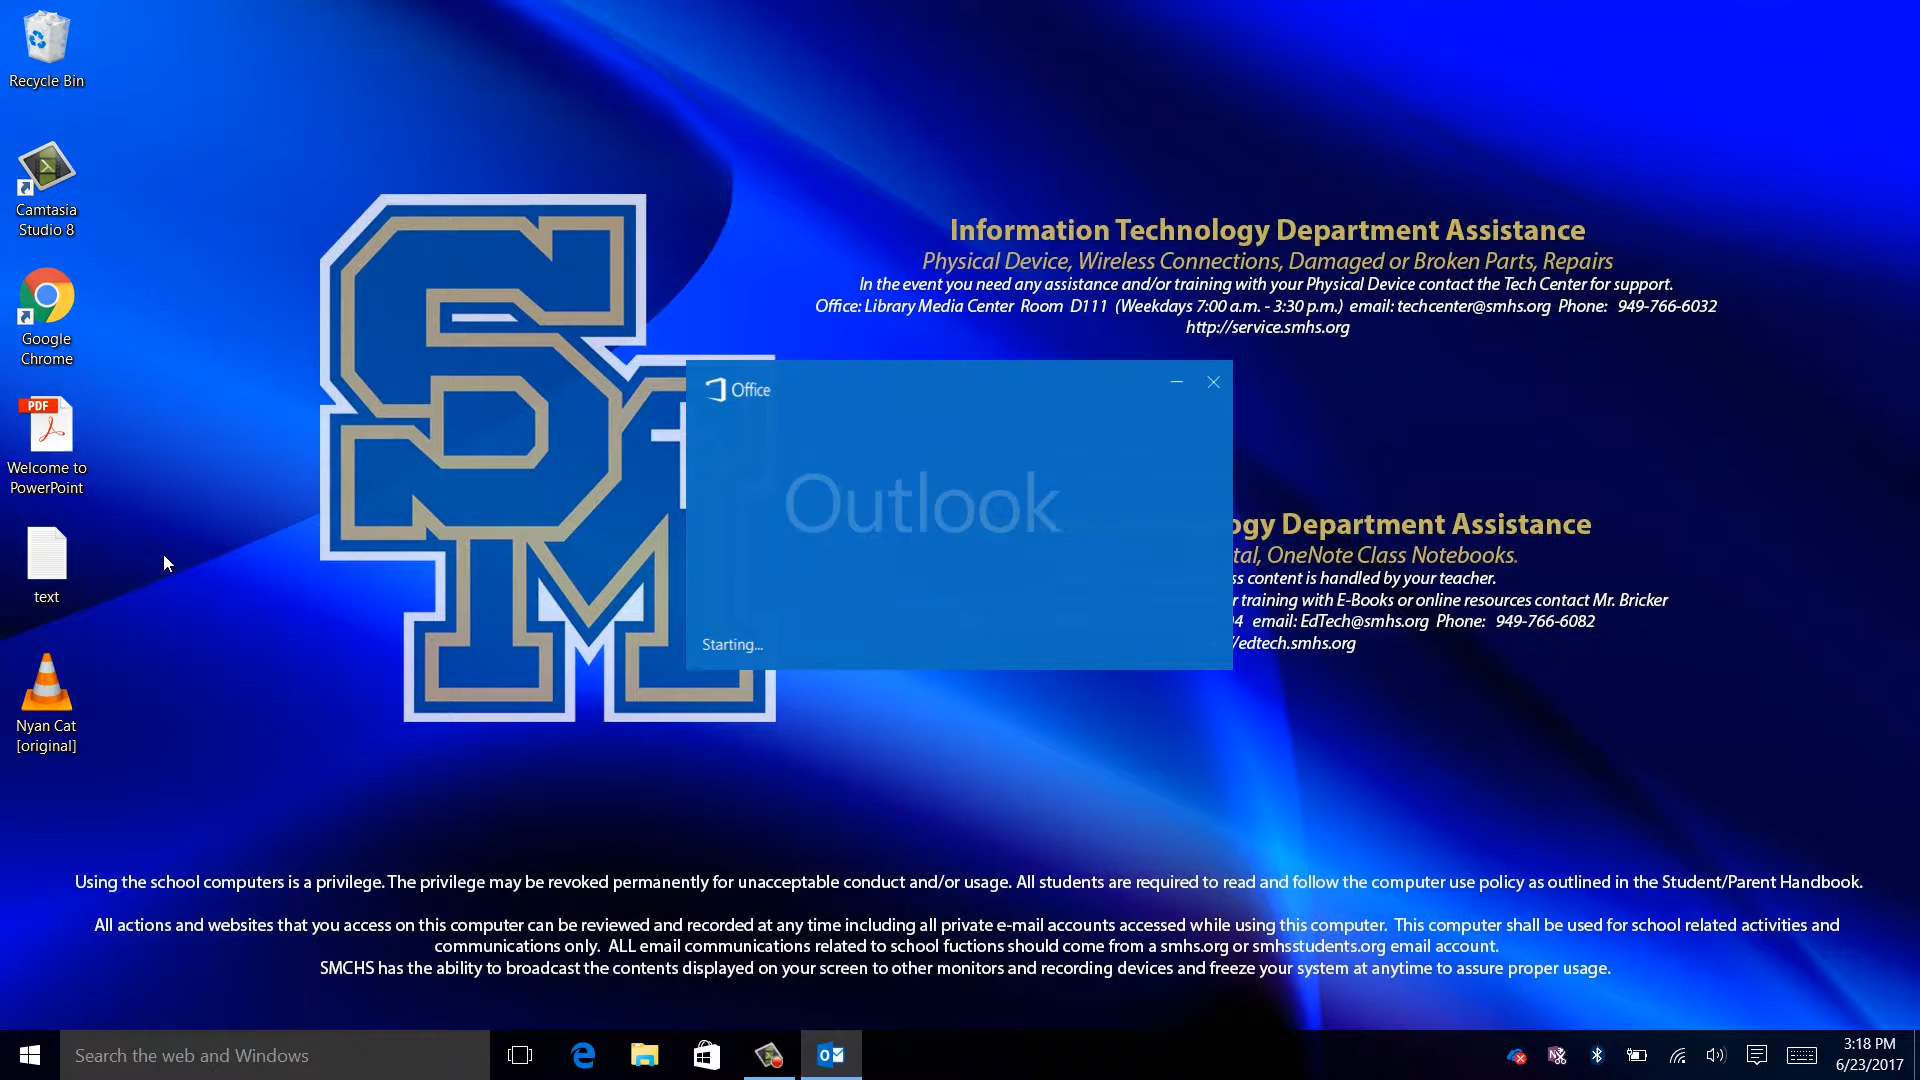 Recycle Bin
Camtasia
Studio 8
Google
Chrome
PDF
Welcome to
PowerPoint
text
Nyan Cat
[original]
SM
Information Technology Department Assistance
Physical Device, Wireless Connections, Damaged or Broken Parts, Repairs
In the event you need any assistance and/or training with your Physical Device contact the Tech Center for support.
Office: Library Media Center Room D111 (Weekdays 7:00 a.m. - 3:30 p.m.) email: techcenter@smhs.org Phone: 949-766-6032
http://service.smhs.org
Office
Outlook
Starting...
ogy Department Assistance
tal, OneNote Class Notebooks.
ss content is handled by your teacher.
r training with E-Books or online resources contact Mr. Bricker
04 email: EdTech@smhs.org Phone: 949-766-6082
/edtech.smhs.org
Using the school computers is a privilege. The privilege may be revoked permanently for unacceptable conduct and/or usage. All students are required to read and follow the computer use policy as outlined in the Student/Parent Handbook.
All actions and websites that you access on this computer can be reviewed and recorded at any time including all private e-mail accounts accessed while using this computer. This computer shall be used for school related activities and
communications only. ALL email communications related to school fuctions should come from a smhs.org or smhsstudents.org email account.
SMCHS has the ability to broadcast the contents displayed on your screen to other monitors and recording devices and freeze your system at anytime to assure proper usage.
Search the web and Windows
3:18 PM
6/23/2017